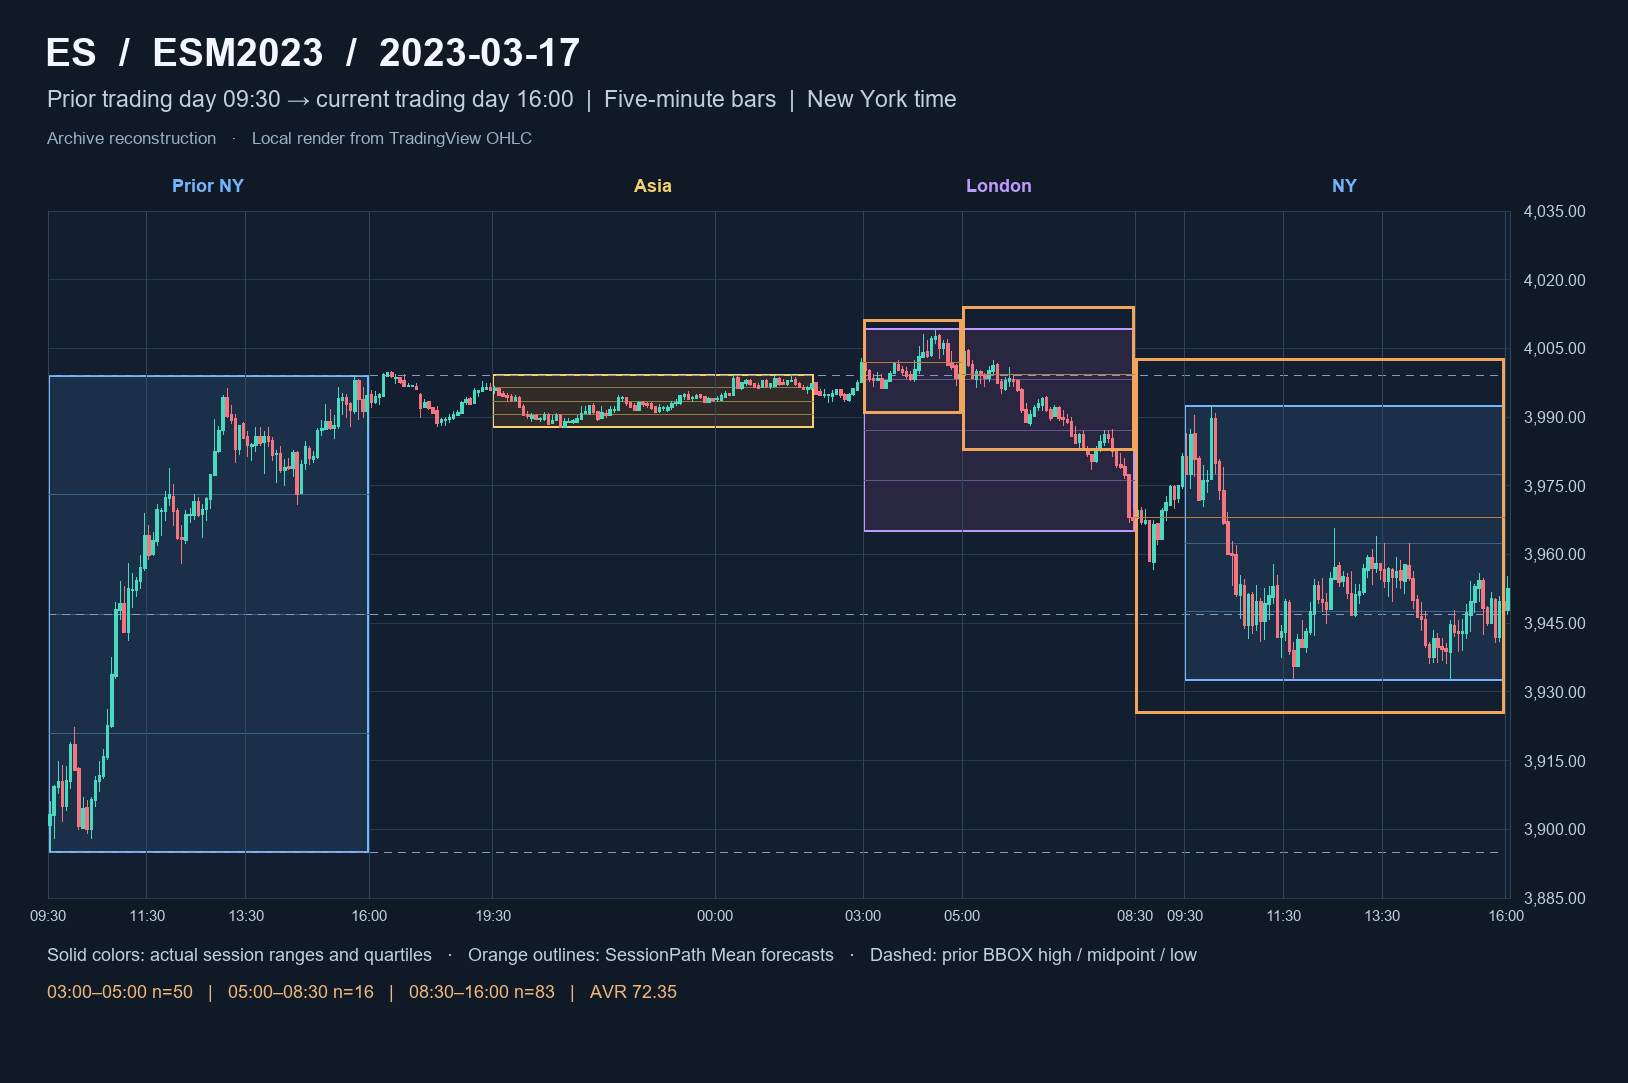 ES / ESM2023 / 2023-03-17
Prior trading day 09:30 → current trading day 16:00 | Five-minute bars | New York time
Archive reconstruction · Local render from TradingView OHLC
Prior NY Asia London NY
4,035.00
4,020.00
4,005.00
3,990.00
3,975.00
3,960.00
3,945.00
3,930.00
3,915.00
3,900.00
3,885.00
09:30 11:30 13:30 16:00 19:30 00:00 03:00 05:00 08:30 09:30 11:30 13:30 16:00
Solid colors: actual session ranges and quartiles · Orange outlines: SessionPath Mean forecasts · Dashed: prior BBOX high / midpoint / low
03:00–05:00 n=50 | 05:00–08:30 n=16 | 08:30–16:00 n=83 | AVR 72.35